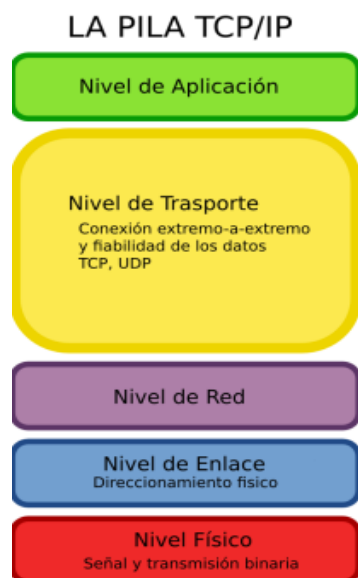 LA PILA TCP/IP
Nivel de Aplicación
Nivel de Trasporte
Conexión extremo-a-extremo
y fiabilidad de los datos
TCP, UDP
Nivel de Red
Nivel de Enlace
Direccionamiento fisico
Nivel Físico
Señal y transmisión binaria